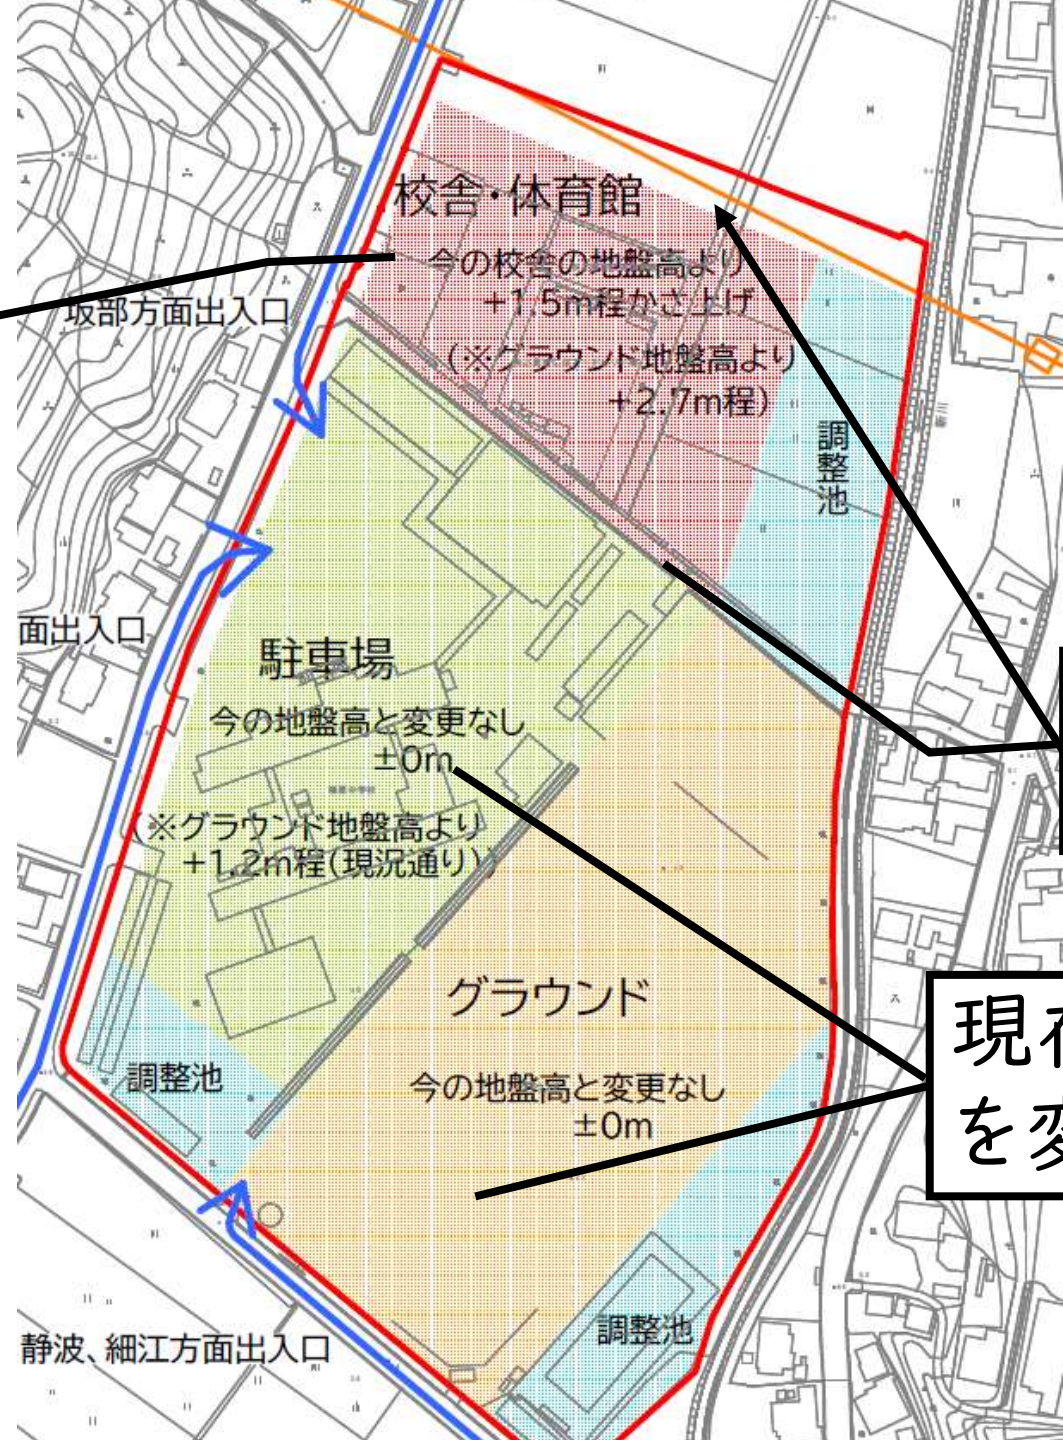 校舎・体育館
今の校舎の地盤高より
+1.5m程かさ上げ
(※グラウンド地盤高より
+2.7m程)
坂部方面出入口
調整池
面出入口
駐車場
今の地盤高と変更なし
±0m
(※グラウンド地盤高より
+1.2m程(現況通り))
グラウンド
今の地盤高と変更なし
±0m
現在
を変
調整池
調整池
静波、細江方面出入口